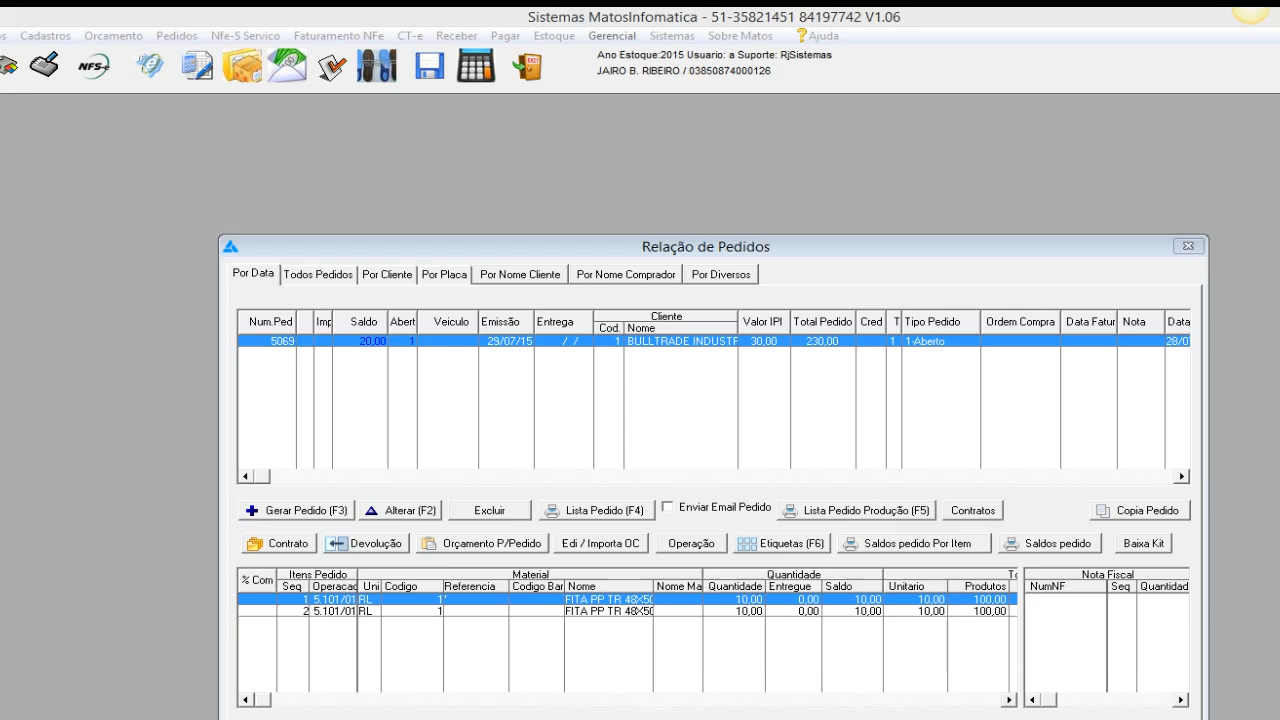 Sistemas MatosInfomatica - 51-35821451 84197742 V1.06
Cadastros Orcamento Pedidos Nfe-S Servico Faturamento NFe CT-e Receber Pagar Estoque Gerencial Sistemas Sobre Matos ?Ajuda
NFS-e EXIT
Ano Estoque:2015 Usuario: a Suporte: RjSistemas
JAIRO B. RIBEIRO / 03850874000126
Relação de Pedidos
Por Data Todos Pedidos Por Cliente Por Placa Por Nome Cliente Por Nome Comprador Por Diversos
Cliente
Num.Ped Imp Saldo Abert Veiculo Emissão Entrega Cod. Nome Valor IPI Total Pedido Cred T Tipo Pedido Ordem Compra Data Fatur Nota Data
5069 20,00 1 29/07/15 / / 1 BULLTRADE INDUSTF 30,00 230,00 1 1-Aberto 28/0
Gerar Pedido (F3) Alterar (F2) Excluir Lista Pedido (F4) Enviar Email Pedido Lista Pedido Produção (F5) Contratos Copia Pedido
Contrato Devolução Orçamento P/Pedido Edi / Importa OC Operação Etiquetas (F6) Saldos pedido Por Item Saldos pedido Baixa Kit
% Com Itens Pedido Material Quantidade Nota Fiscal
Seq Operacao Uni Codigo Referencia Codigo Bar Nome Nome Ma Quantidade Entregue Saldo Unitario Produtos NumNF Seq Quantidad
1 5.101/01 RL 1 ' FITA PP TR 48X50 10,00 0,00 10,00 10,00 100,00
2 5.101/01 RL 1 FITA PP TR 48X50 10,00 0,00 10,00 10,00 100,00